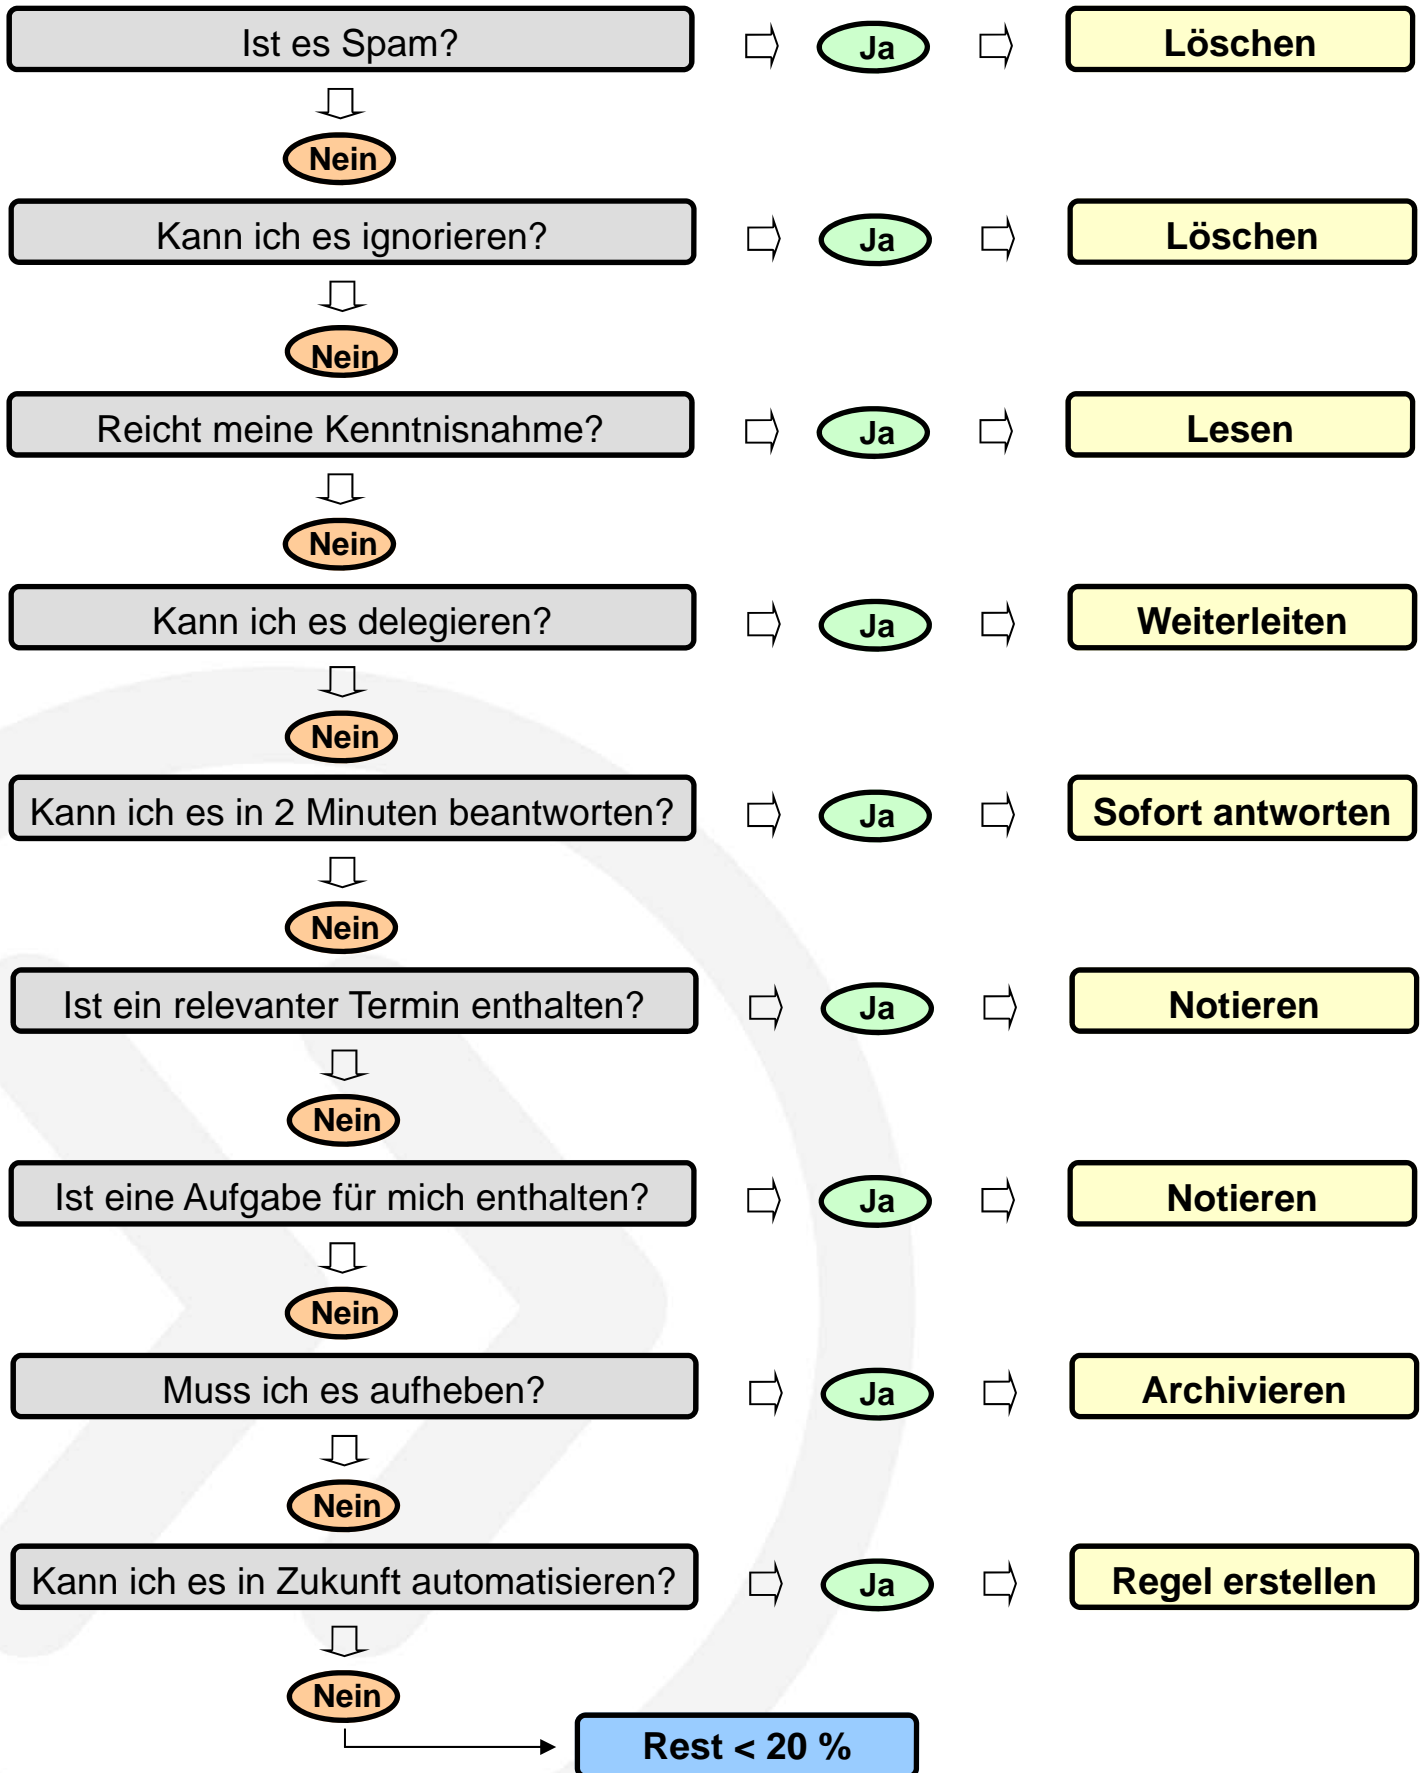 Ist es Spam?
Ja
Löschen
Nein
Kann ich es ignorieren?
Ja
Löschen
Nein
Reicht meine Kenntnisnahme?
Ja
Lesen
Nein
Kann ich es delegieren?
Ja
Weiterleiten
Nein
Kann ich es in 2 Minuten beantworten?
Ja
Sofort antworten
Nein
Ist ein relevanter Termin enthalten?
Ja
Notieren
Nein
Ist eine Aufgabe für mich enthalten?
Ja
Notieren
Nein
Muss ich es aufheben?
Ja
Archivieren
Nein
Kann ich es in Zukunft automatisieren?
Ja
Regel erstellen
Nein
Rest < 20 %